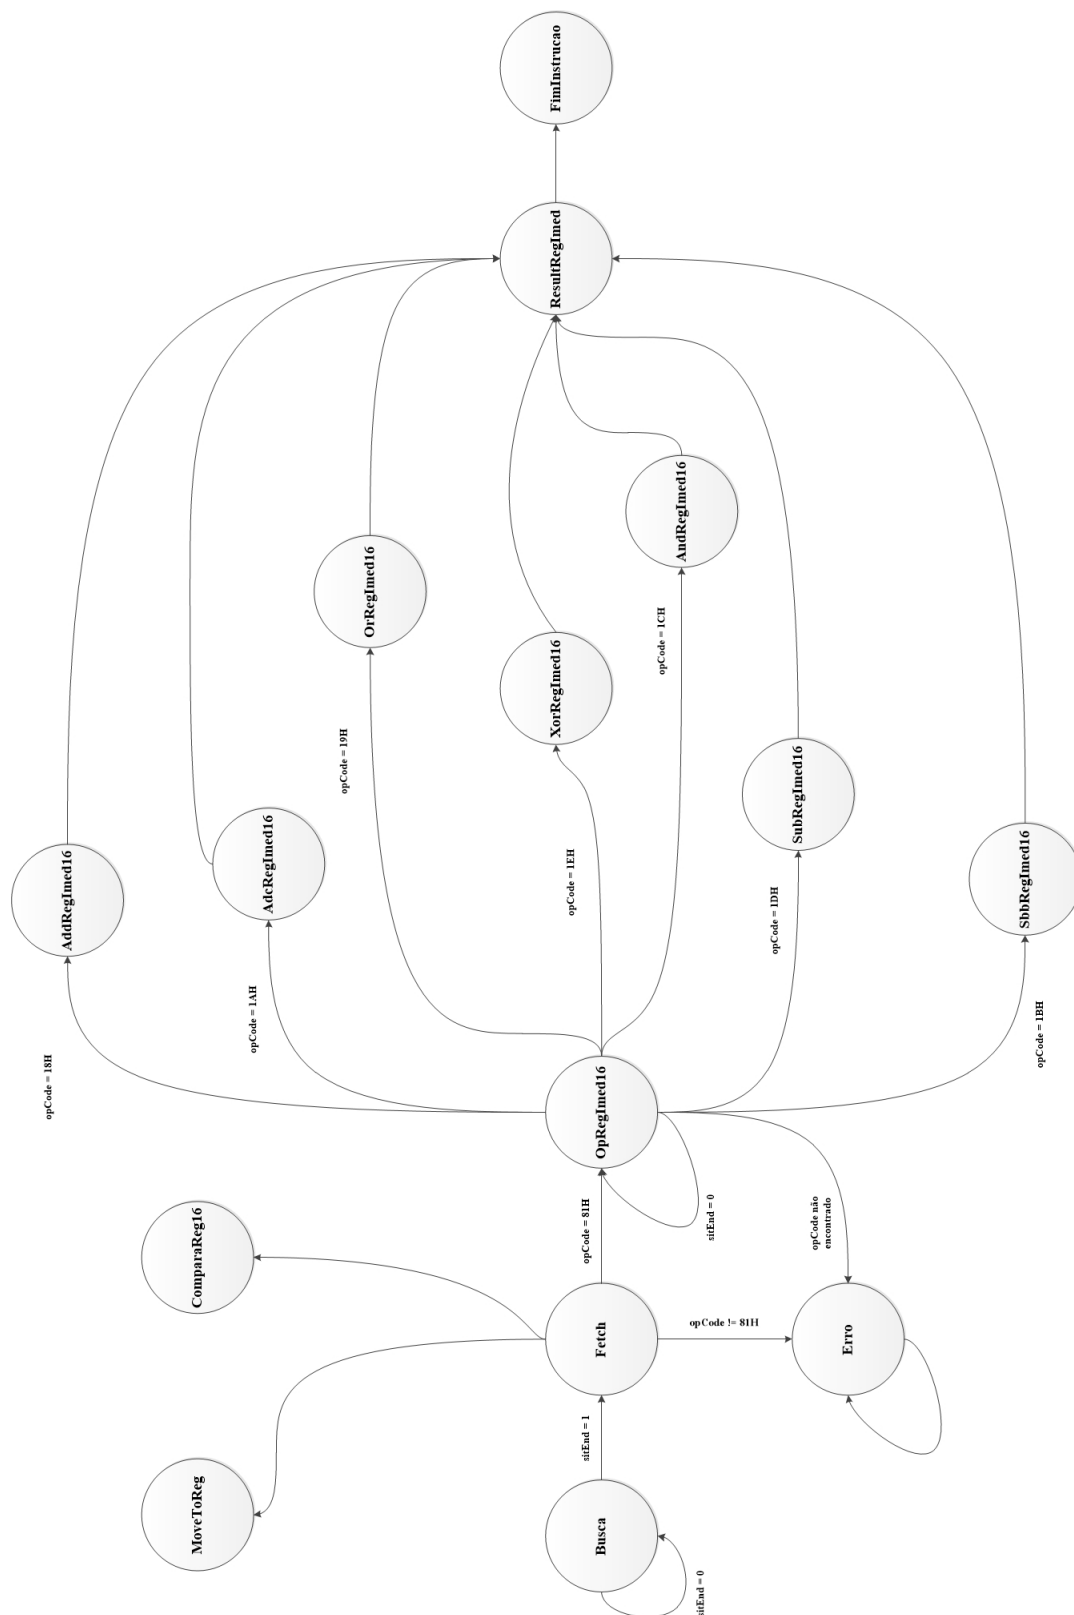 FimInstrucao
ResultRegImed
AndRegImed16
OrRegImed16
opCode = 1CH
XorRegImed16
opCode = 19H
SubRegImed16
AddRegImed16
AdcRegImed16
SbbRegImed16
opCode = 1EH
opCode = 1DH
opCode = 1AH
opCode = 18H
opCode = 1BH
OpRegImed16
opCode = 81H
sitEnd = 0
opCode não
encontrado
ComparaReg16
Fetch
opCode != 81H
Erro
sitEnd = 1
MoveToReg
Busca
sitEnd = 0